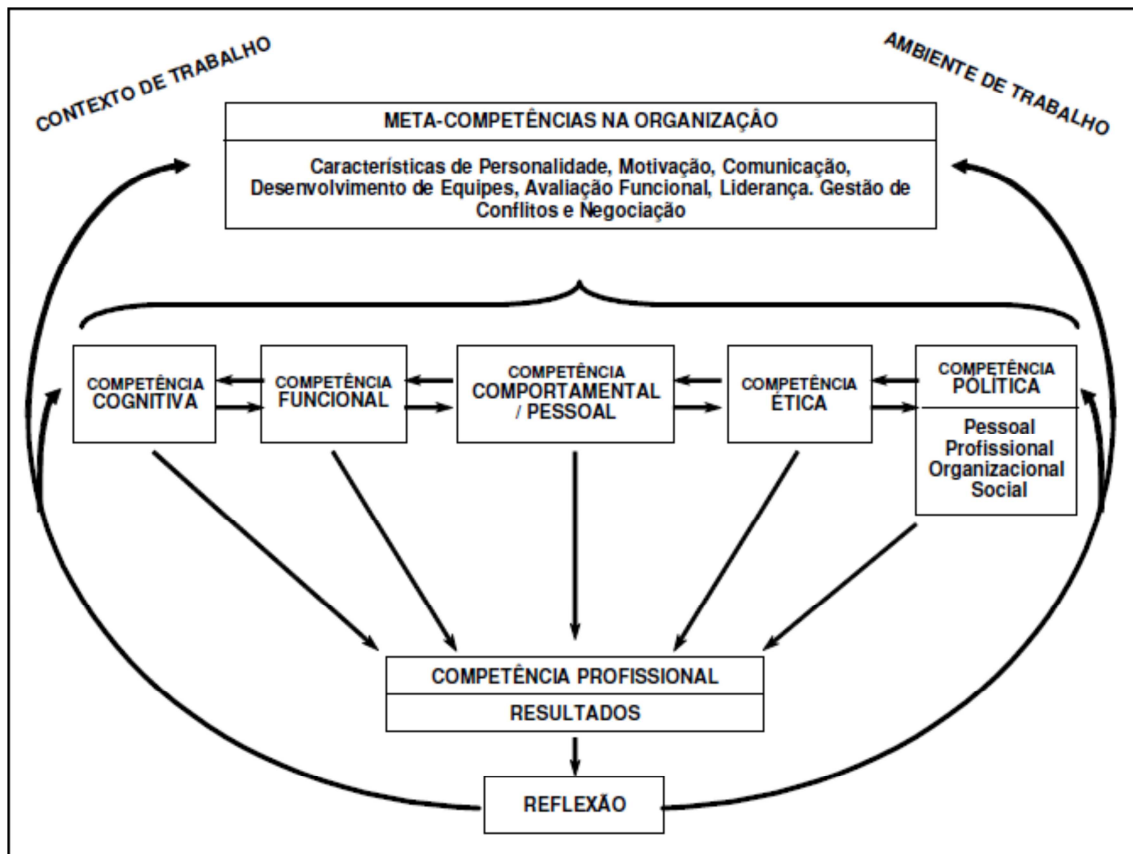 CONTEXTO DE TRABALHO
AMBIENTE DE TRABALHO
META-COMPETÊNCIAS NA ORGANIZAÇÂO
Características de Personalidade, Motivação, Comunicação,
Desenvolvimento de Equipes, Avaliação Funcional, Liderança. Gestão de
Conflitos e Negociação
COMPETÊNCIA
COGNITIVA
COMPETÊNCIA
FUNCIONAL
COMPETÊNCIA
COMPORTAMENTAL
/ PESSOAL
COMPETÊNCIA
ÉTICA
COMPETÊNCIA
POLÍTICA
Pessoal
Profissional
Organizacional
Social
COMPETÊNCIA PROFISSIONAL
RESULTADOS
REFLEXÃO